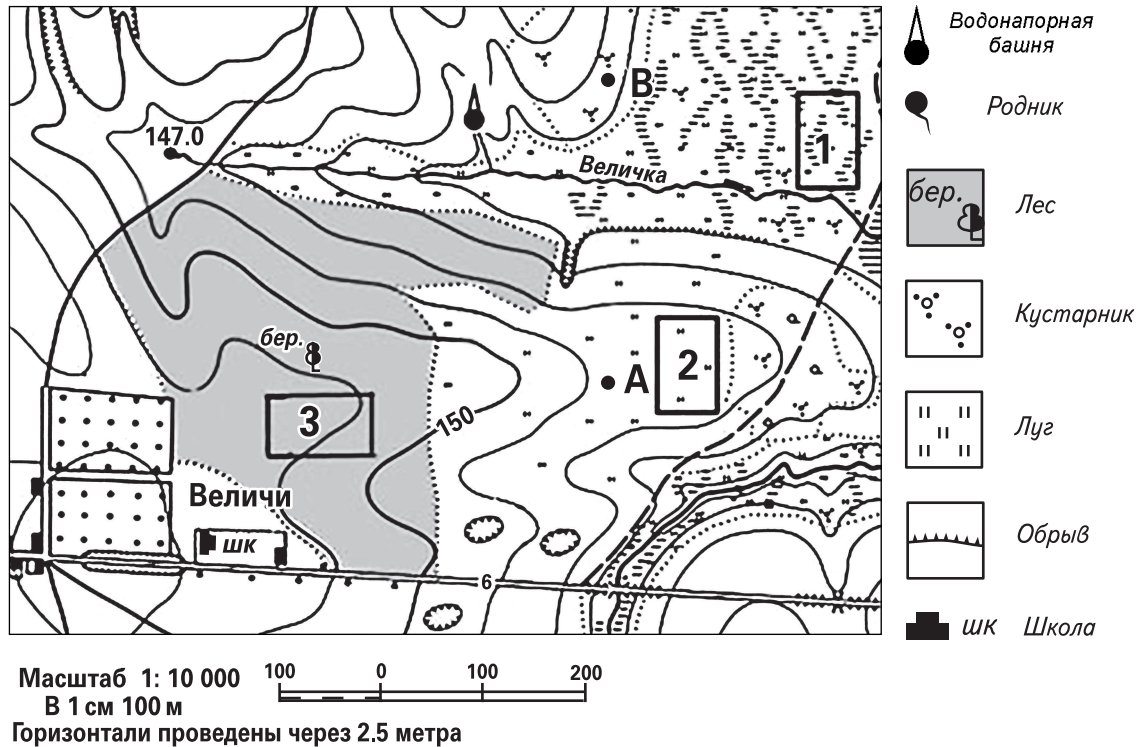 В
147.0
1
Величка
бер.
2
А
3
150
Величи
шк
6
Водонапорная
башня
Родник
бер.
Лес
Кустарник
Луг
Обрыв
шк Школа
Масштаб 1: 10 000
В 1 см 100 м
100 0 100 200
Горизонтали проведены через 2.5 метра